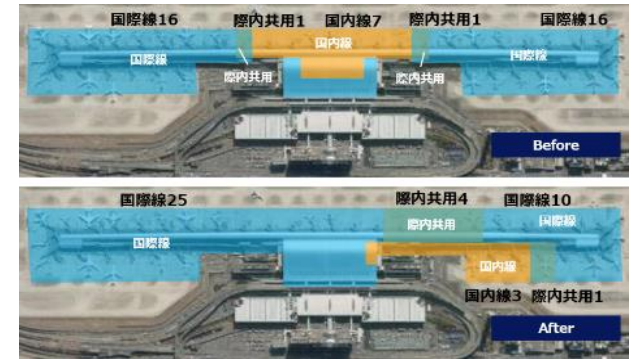 国際線16 際内共用1 国内線7 際内共用1 国際線16
国内線
国際線 国際線
際内共用 際内共用
Before
国際線25 際内共用4 国際線10
際内共用 国際線
国際線
国内線
国内線3 際内共用1
After